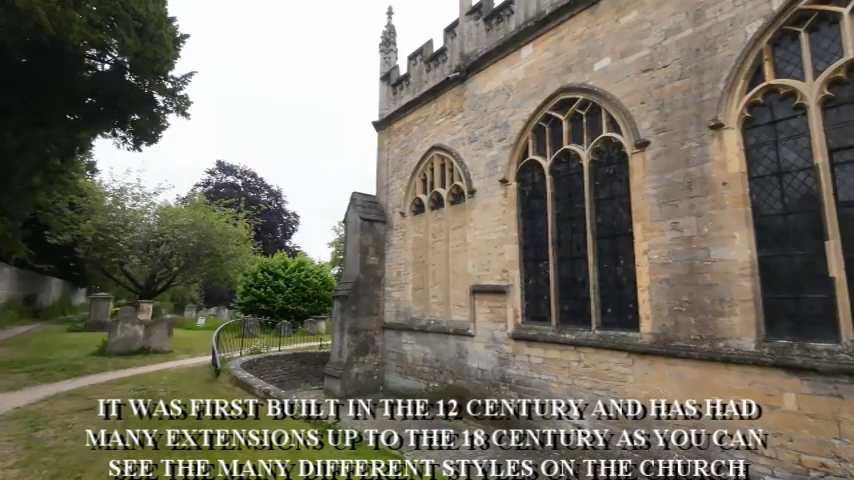 IT WAS FIRST BUILT IN THE 12 CENTURY AND HAS HAD
MANY EXTENSIONS UP TO THE 18 CENTURY AS YOU CAN
SEE THE MANY DIFFERENT STYLES ON THE CHURCH